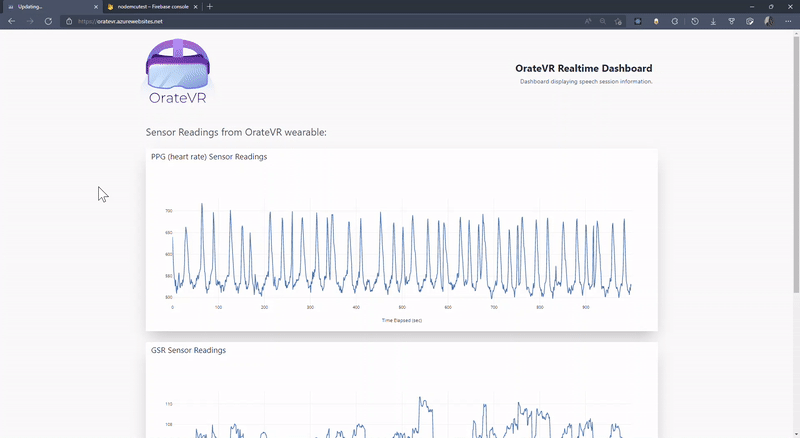 Updating...
nodemcutest – Firebase console
https://oratevr.azurewebsites.net
OrateVR
OrateVR Realtime Dashboard
Dashboard displaying speech session information.
Sensor Readings from OrateVR wearable:
PPG (heart rate) Sensor Readings
700
650
600
550
500
0 100 200 300 400 500 600 700 800 900
Time Elapsed (sec)
GSR Sensor Readings
110